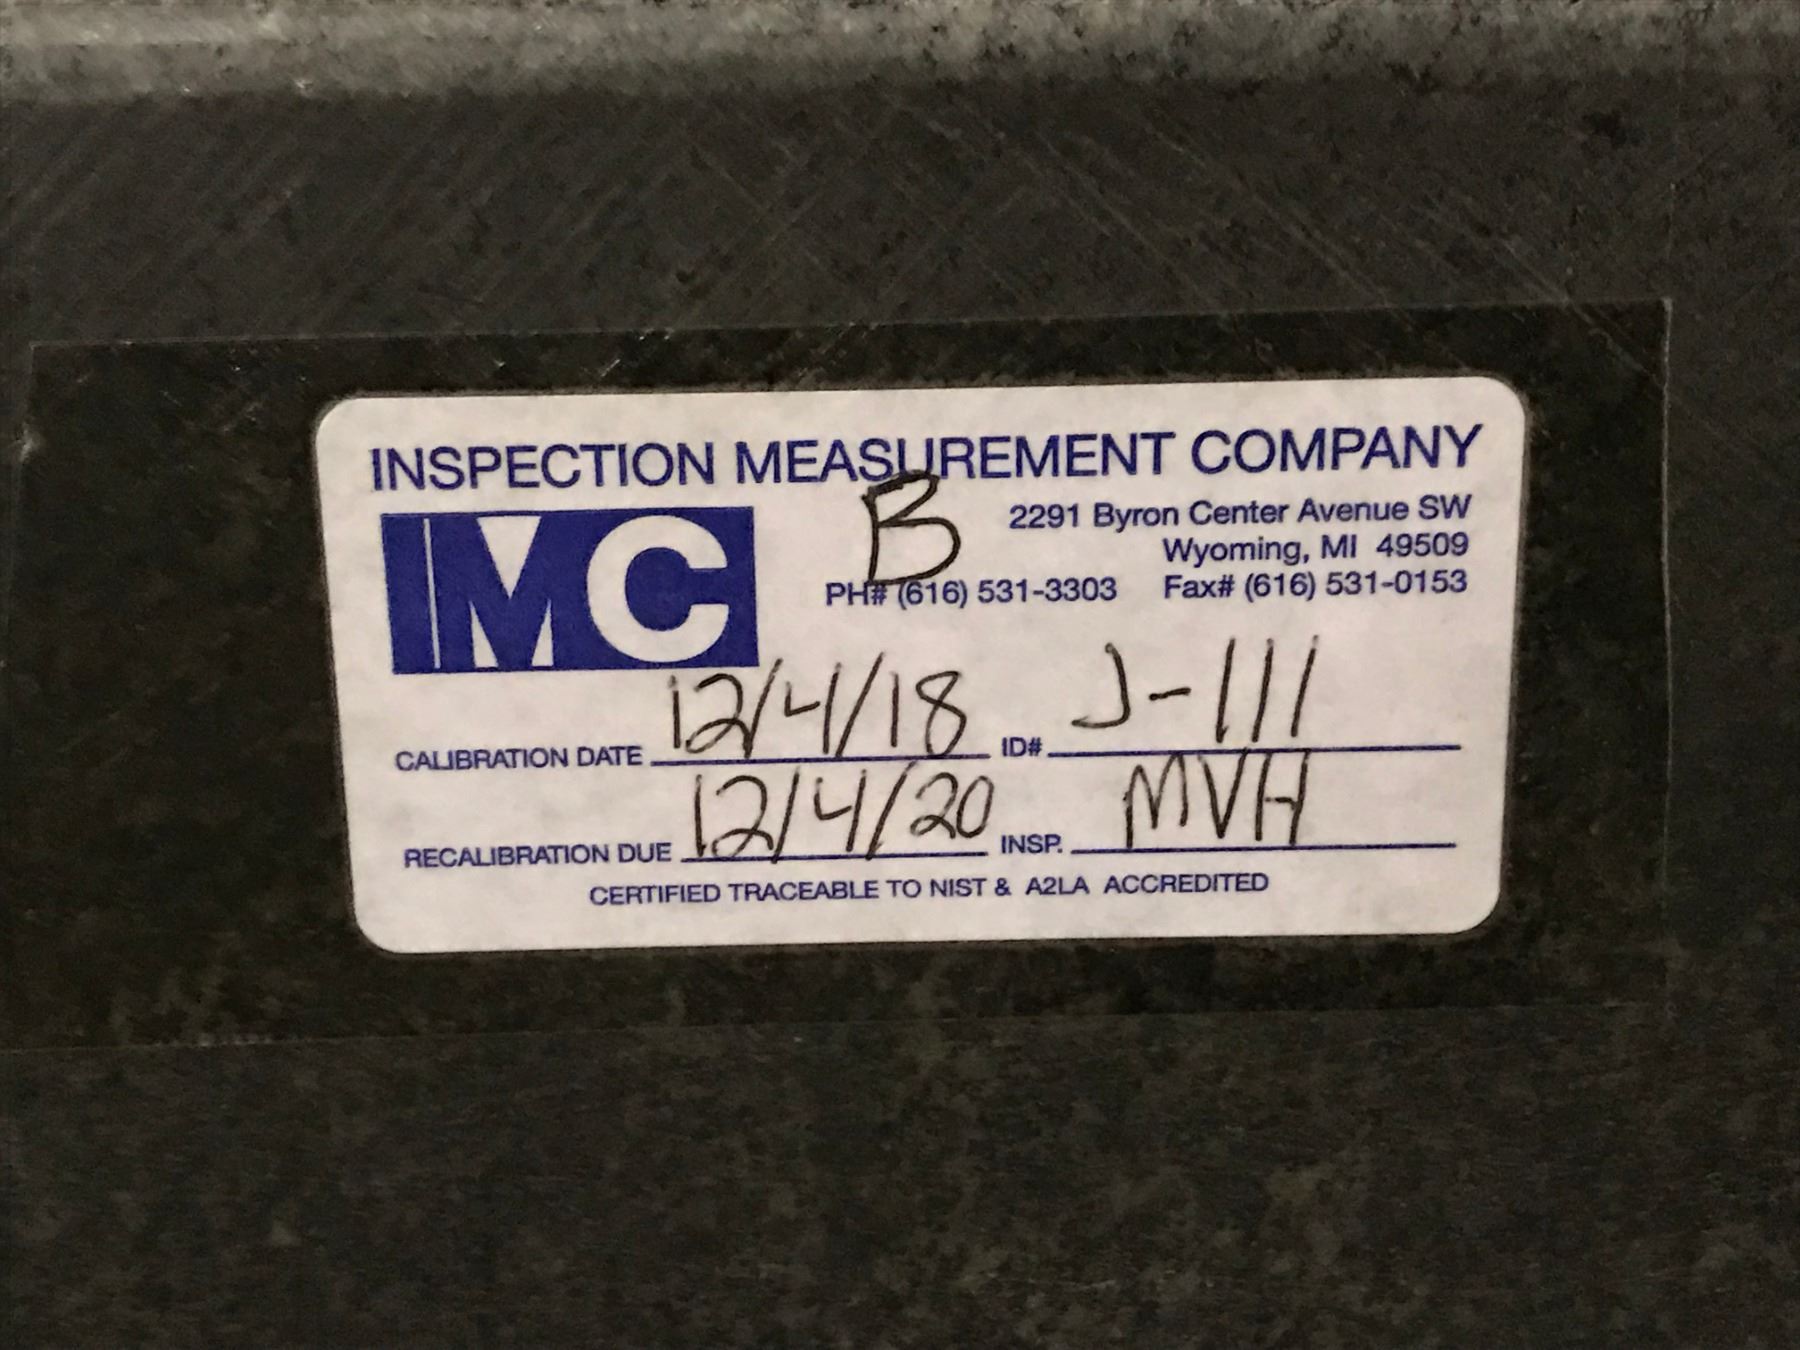 INSPECTION MEASUREMENT COMPANY
IMC
B
2291 Byron Center Avenue SW
Wyoming, MI 49509
PH# (616) 531-3303 Fax# (616) 531-0153
CALIBRATION DATE 12/4/18 ID# J-111
RECALIBRATION DUE 12/4/20 INSP. MVH
CERTIFIED TRACEABLE TO NIST & A2LA ACCREDITED